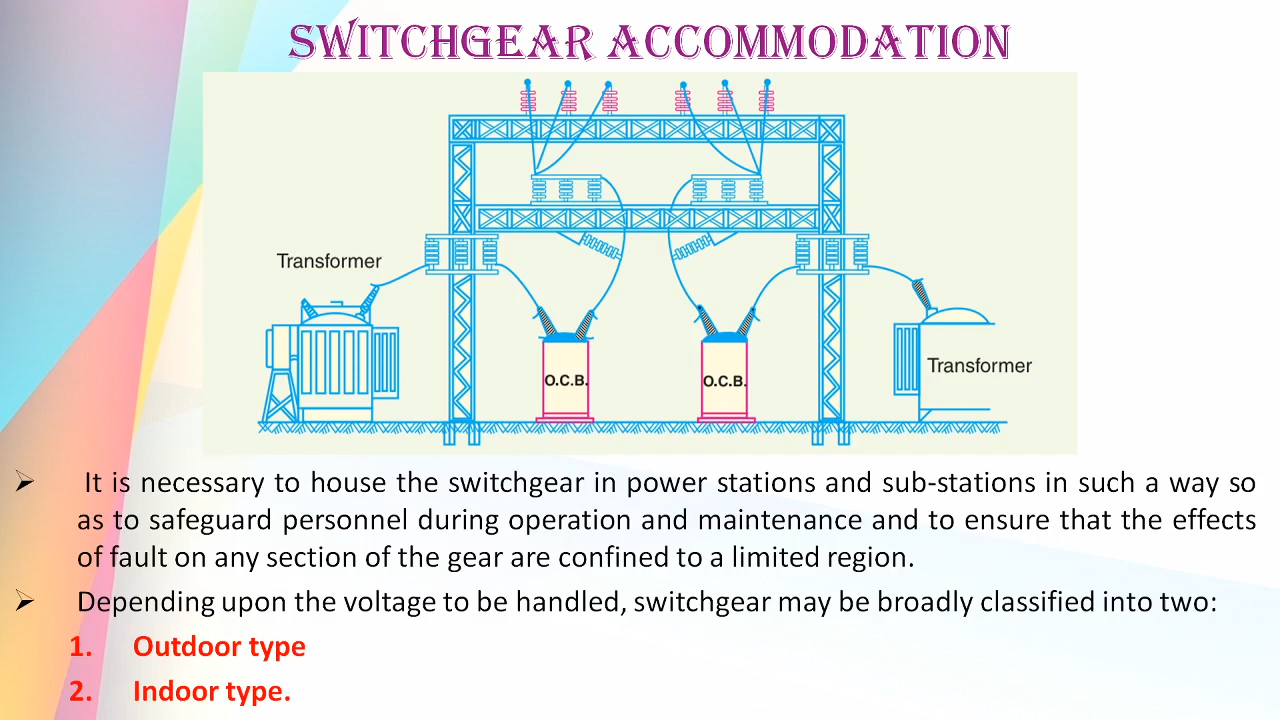 SWITCHGEAR ACCOMMODATION
Transformer
Transformer
O.C.B.
O.C.B.
➢ It is necessary to house the switchgear in power stations and sub-stations in such a way so
as to safeguard personnel during operation and maintenance and to ensure that the effects
of fault on any section of the gear are confined to a limited region.
➢ Depending upon the voltage to be handled, switchgear may be broadly classified into two:
1. Outdoor type
2. Indoor type.